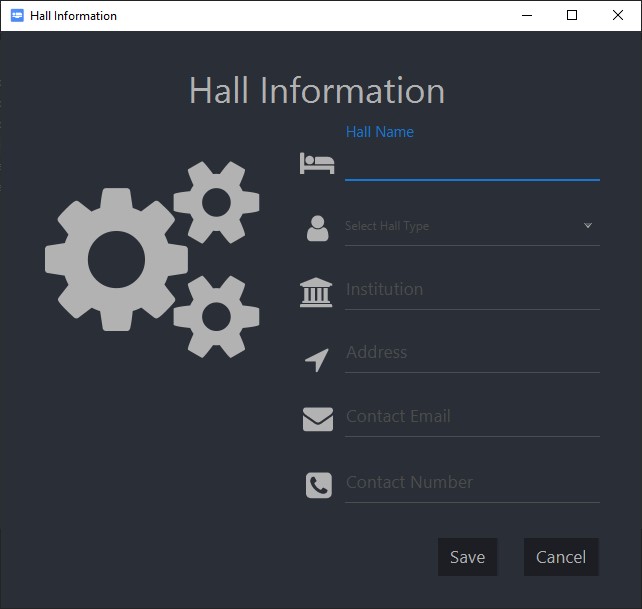 Hall Information
Hall Information
Hall Name
Select Hall Type
Institution
Address
Contact Email
Contact Number
Save
Cancel